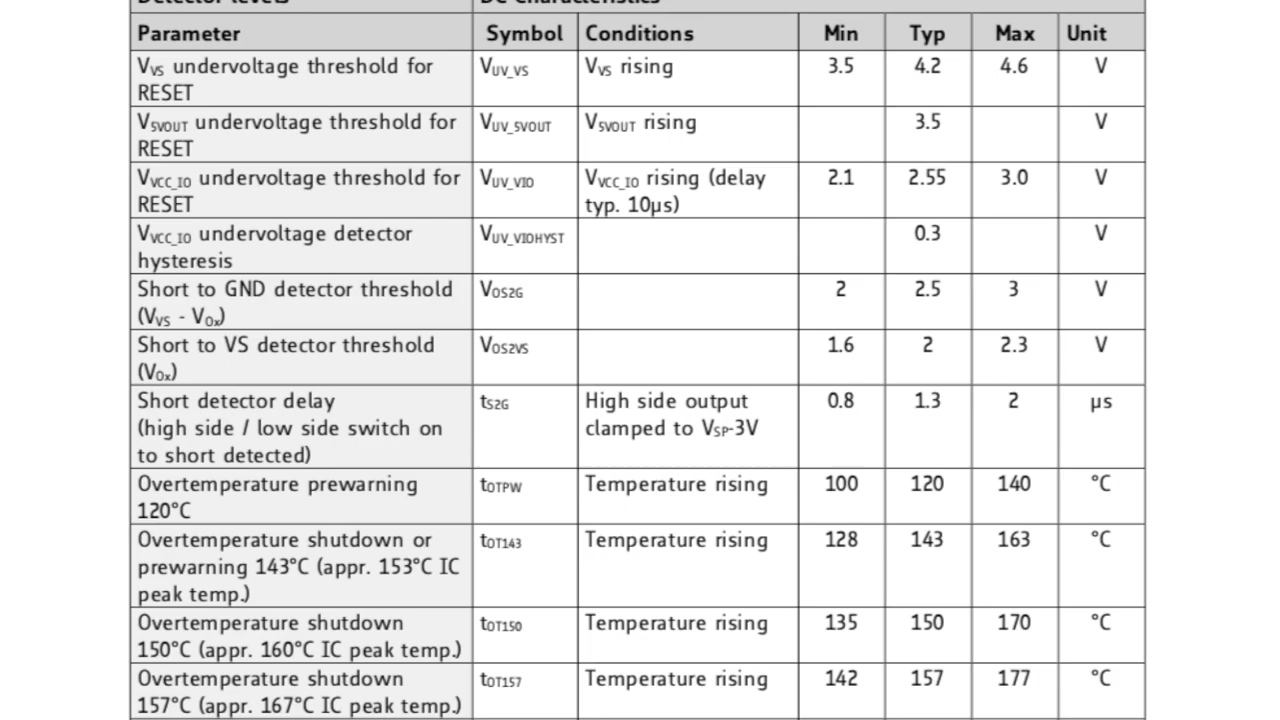 Detector levels DC-Characteristics
Parameter Symbol Conditions Min Typ Max Unit
VVS undervoltage threshold for VUV_VS VVS rising 3.5 4.2 4.6 V
RESET
V5VOUT undervoltage threshold for VUV_5VOUT V5VOUT rising 3.5 V
RESET
VVCC_IO undervoltage threshold for VUV_VIO VVCC_IO rising (delay 2.1 2.55 3.0 V
RESET typ. 10µs)
VVCC_IO undervoltage detector VUV_VIOHYST 0.3 V
hysteresis
Short to GND detector threshold VOS2G 2 2.5 3 V
(VVS - VOx)
Short to VS detector threshold VOS2VS 1.6 2 2.3 V
(VOx)
Short detector delay tS2G High side output 0.8 1.3 2 µs
(high side / low side switch on clamped to VSP-3V
to short detected)
Overtemperature prewarning tOTPW Temperature rising 100 120 140 °C
120°C
Overtemperature shutdown or tOT143 Temperature rising 128 143 163 °C
prewarning 143°C (appr. 153°C IC
peak temp.)
Overtemperature shutdown tOT150 Temperature rising 135 150 170 °C
150°C (appr. 160°C IC peak temp.)
Overtemperature shutdown tOT157 Temperature rising 142 157 177 °C
157°C (appr. 167°C IC peak temp.)